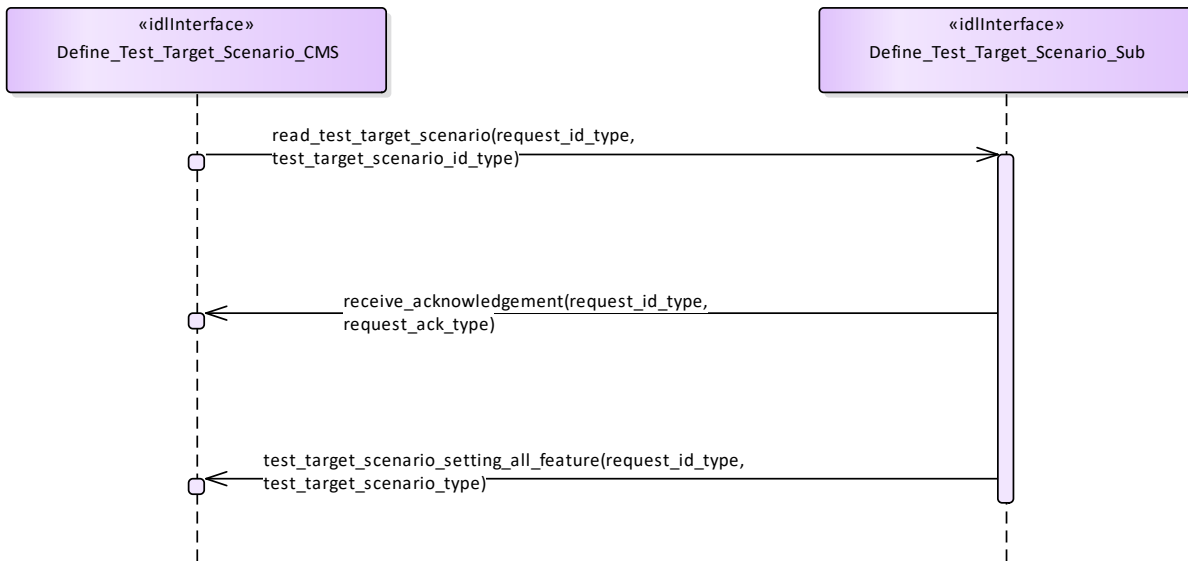 «idlInterface»
Define_Test_Target_Scenario_CMS
«idlInterface»
Define_Test_Target_Scenario_Sub
read_test_target_scenario(request_id_type,
test_target_scenario_id_type)
receive_acknowledgement(request_id_type,
request_ack_type)
test_target_scenario_setting_all_feature(request_id_type,
test_target_scenario_type)